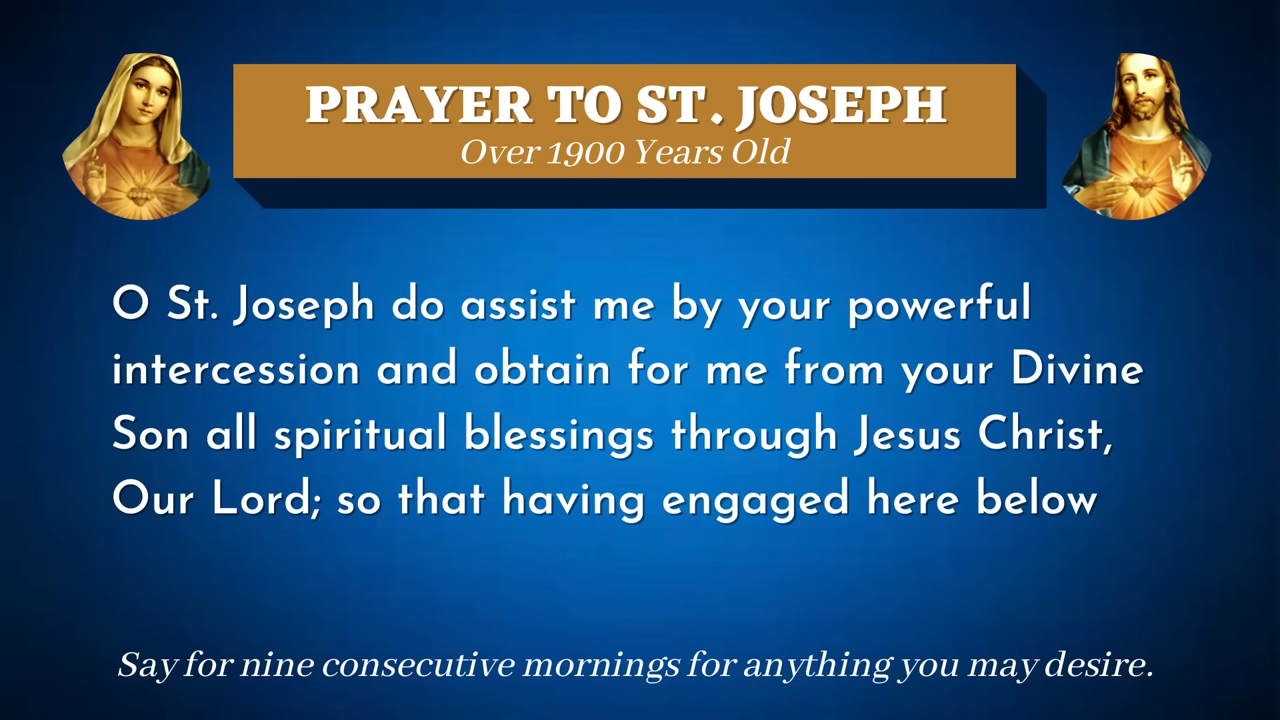 PRAYER TO ST. JOSEPH
Over 1900 Years Old
O St. Joseph do assist me by your powerful
intercession and obtain for me from your Divine
Son all spiritual blessings through Jesus Christ,
Our Lord; so that having engaged here below
Say for nine consecutive mornings for anything you may desire.